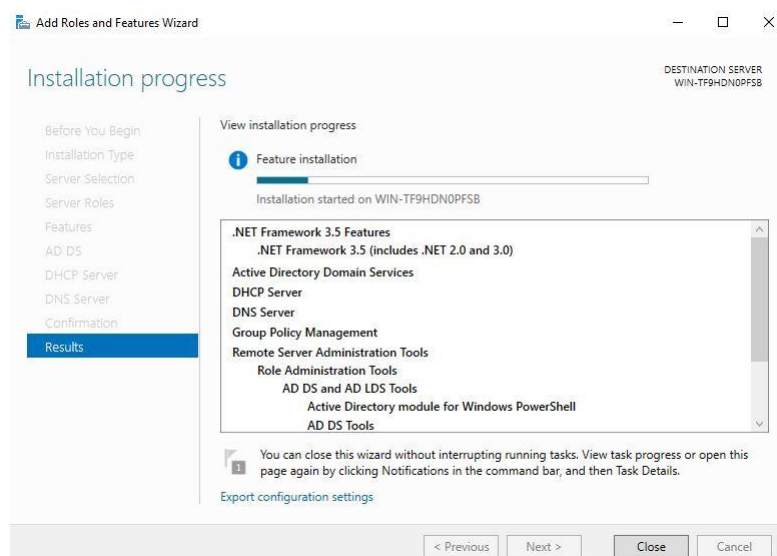 Add Roles and Features Wizard
Installation progress
DESTINATION SERVER
WIN-TF9HDN0PFSB
Before You Begin
Installation Type
Server Selection
Server Roles
Features
AD DS
DHCP Server
DNS Server
Confirmation
Results
View installation progress
Feature installation
Installation started on WIN-TF9HDN0PFSB
.NET Framework 3.5 Features
.NET Framework 3.5 (includes .NET 2.0 and 3.0)
Active Directory Domain Services
DHCP Server
DNS Server
Group Policy Management
Remote Server Administration Tools
Role Administration Tools
AD DS and AD LDS Tools
Active Directory module for Windows PowerShell
AD DS Tools
1
You can close this wizard without interrupting running tasks. View task progress or open this
page again by clicking Notifications in the command bar, and then Task Details.
Export configuration settings
< Previous
Next >
Close
Cancel